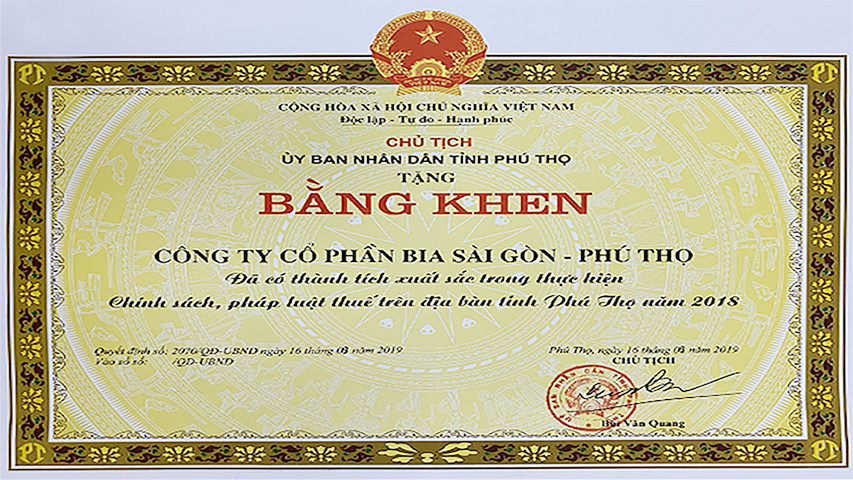 CỘNG HÒA XÃ HỘI CHỦ NGHĨA VIỆT NAM
Độc lập - Tự do - Hạnh phúc
CHỦ TỊCH
ỦY BAN NHÂN DÂN TỈNH PHÚ THỌ
TẶNG
BẰNG KHEN
CÔNG TY CỔ PHẦN BIA SÀI GÒN - PHÚ THỌ
Đã có thành tích xuất sắc trong thực hiện
Chính sách, pháp luật thuế trên địa bàn tỉnh Phú Thọ năm 2018
Quyết định số: 2070/QĐ-UBND ngày 16 tháng 8 năm 2019
Vào sổ số: /QĐ-UBND
Phú Thọ, ngày 16 tháng 8 năm 2019
CHỦ TỊCH
Bùi Văn Quang